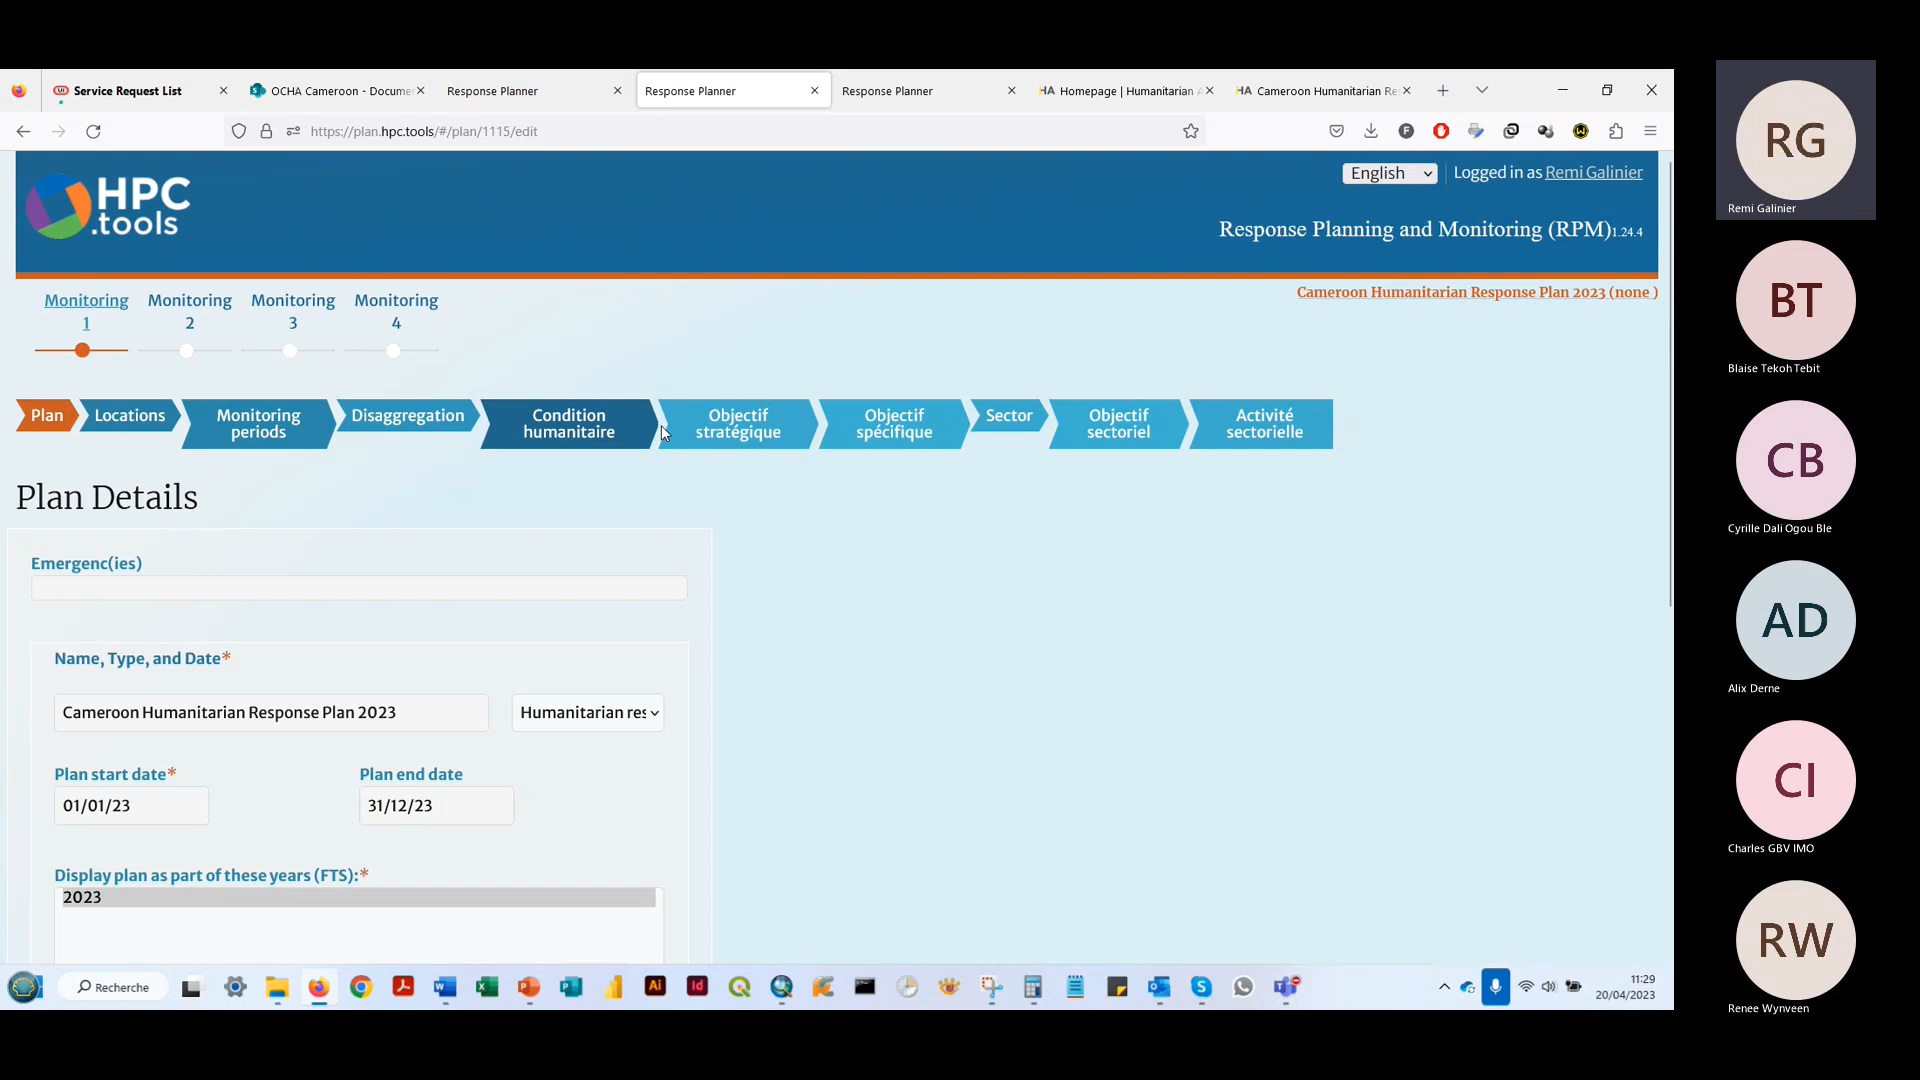 Service Request List
OCHA Cameroon - Docume
Response Planner
Response Planner
Response Planner
HA Homepage | Humanitarian A
HA Cameroon Humanitarian Re
https://plan.hpc.tools/#/plan/1115/edit
HPC
.tools
English
Logged in as Remi Galinier
Response Planning and Monitoring (RPM)1.24.4
Cameroon Humanitarian Response Plan 2023 (none )
Monitoring
1
Monitoring
2
Monitoring
3
Monitoring
4
Plan
Locations
Monitoring
periods
Disaggregation
Condition
humanitaire
Objectif
stratégique
Objectif
spécifique
Sector
Objectif
sectoriel
Activité
sectorielle
Plan Details
Emergenc(ies)
Name, Type, and Date*
Cameroon Humanitarian Response Plan 2023
Humanitarian res
Plan start date*
Plan end date
01/01/23
31/12/23
Display plan as part of these years (FTS):*
2023
Recherche
11:29
20/04/2023
RG
Remi Galinier
BT
Blaise Tekoh Tebit
CB
Cyrille Dali Ogou Ble
AD
Alix Derne
CI
Charles GBV IMO
RW
Renee Wynveen